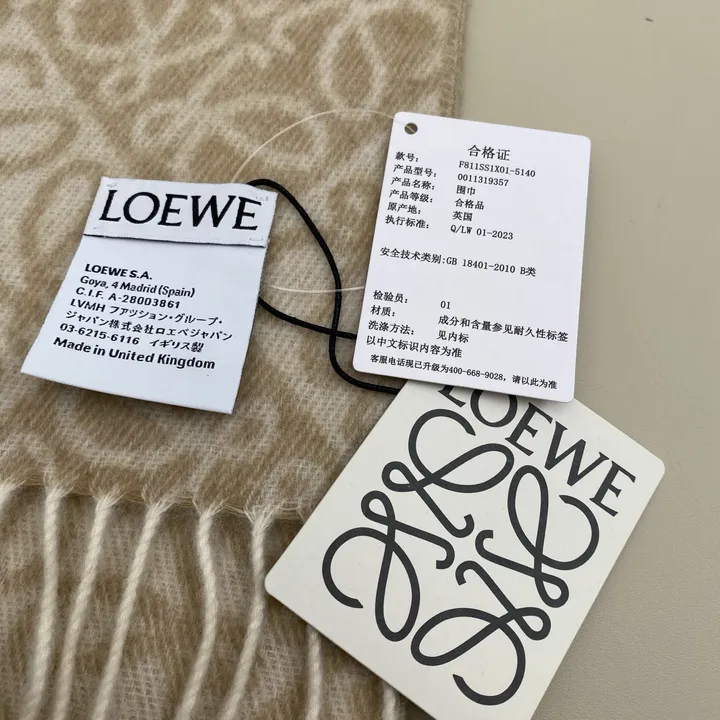 LOEWE
LOEWE S.A.
Goya, 4 Madrid (Spain)
C.I.F. A-28003861
LVMH ファッション・グループ・
ジャパン株式会社ロエベジャパン
03-6215-6116 イギリス製
Made in United Kingdom
合格证
款号: F811SS1X01-5140
产品型号: 0011319357
产品名称: 围巾
产品等级: 合格品
原产地: 英国
执行标准: Q/LW 01-2023
安全技术类别:GB 18401-2010 B类
检验员: 01
材质: 成分和含量参见耐久性标签
洗涤方法: 见内标
以中文标识内容为准
客服电话现已升级为400-668-9028, 请以此为准
LOEWE